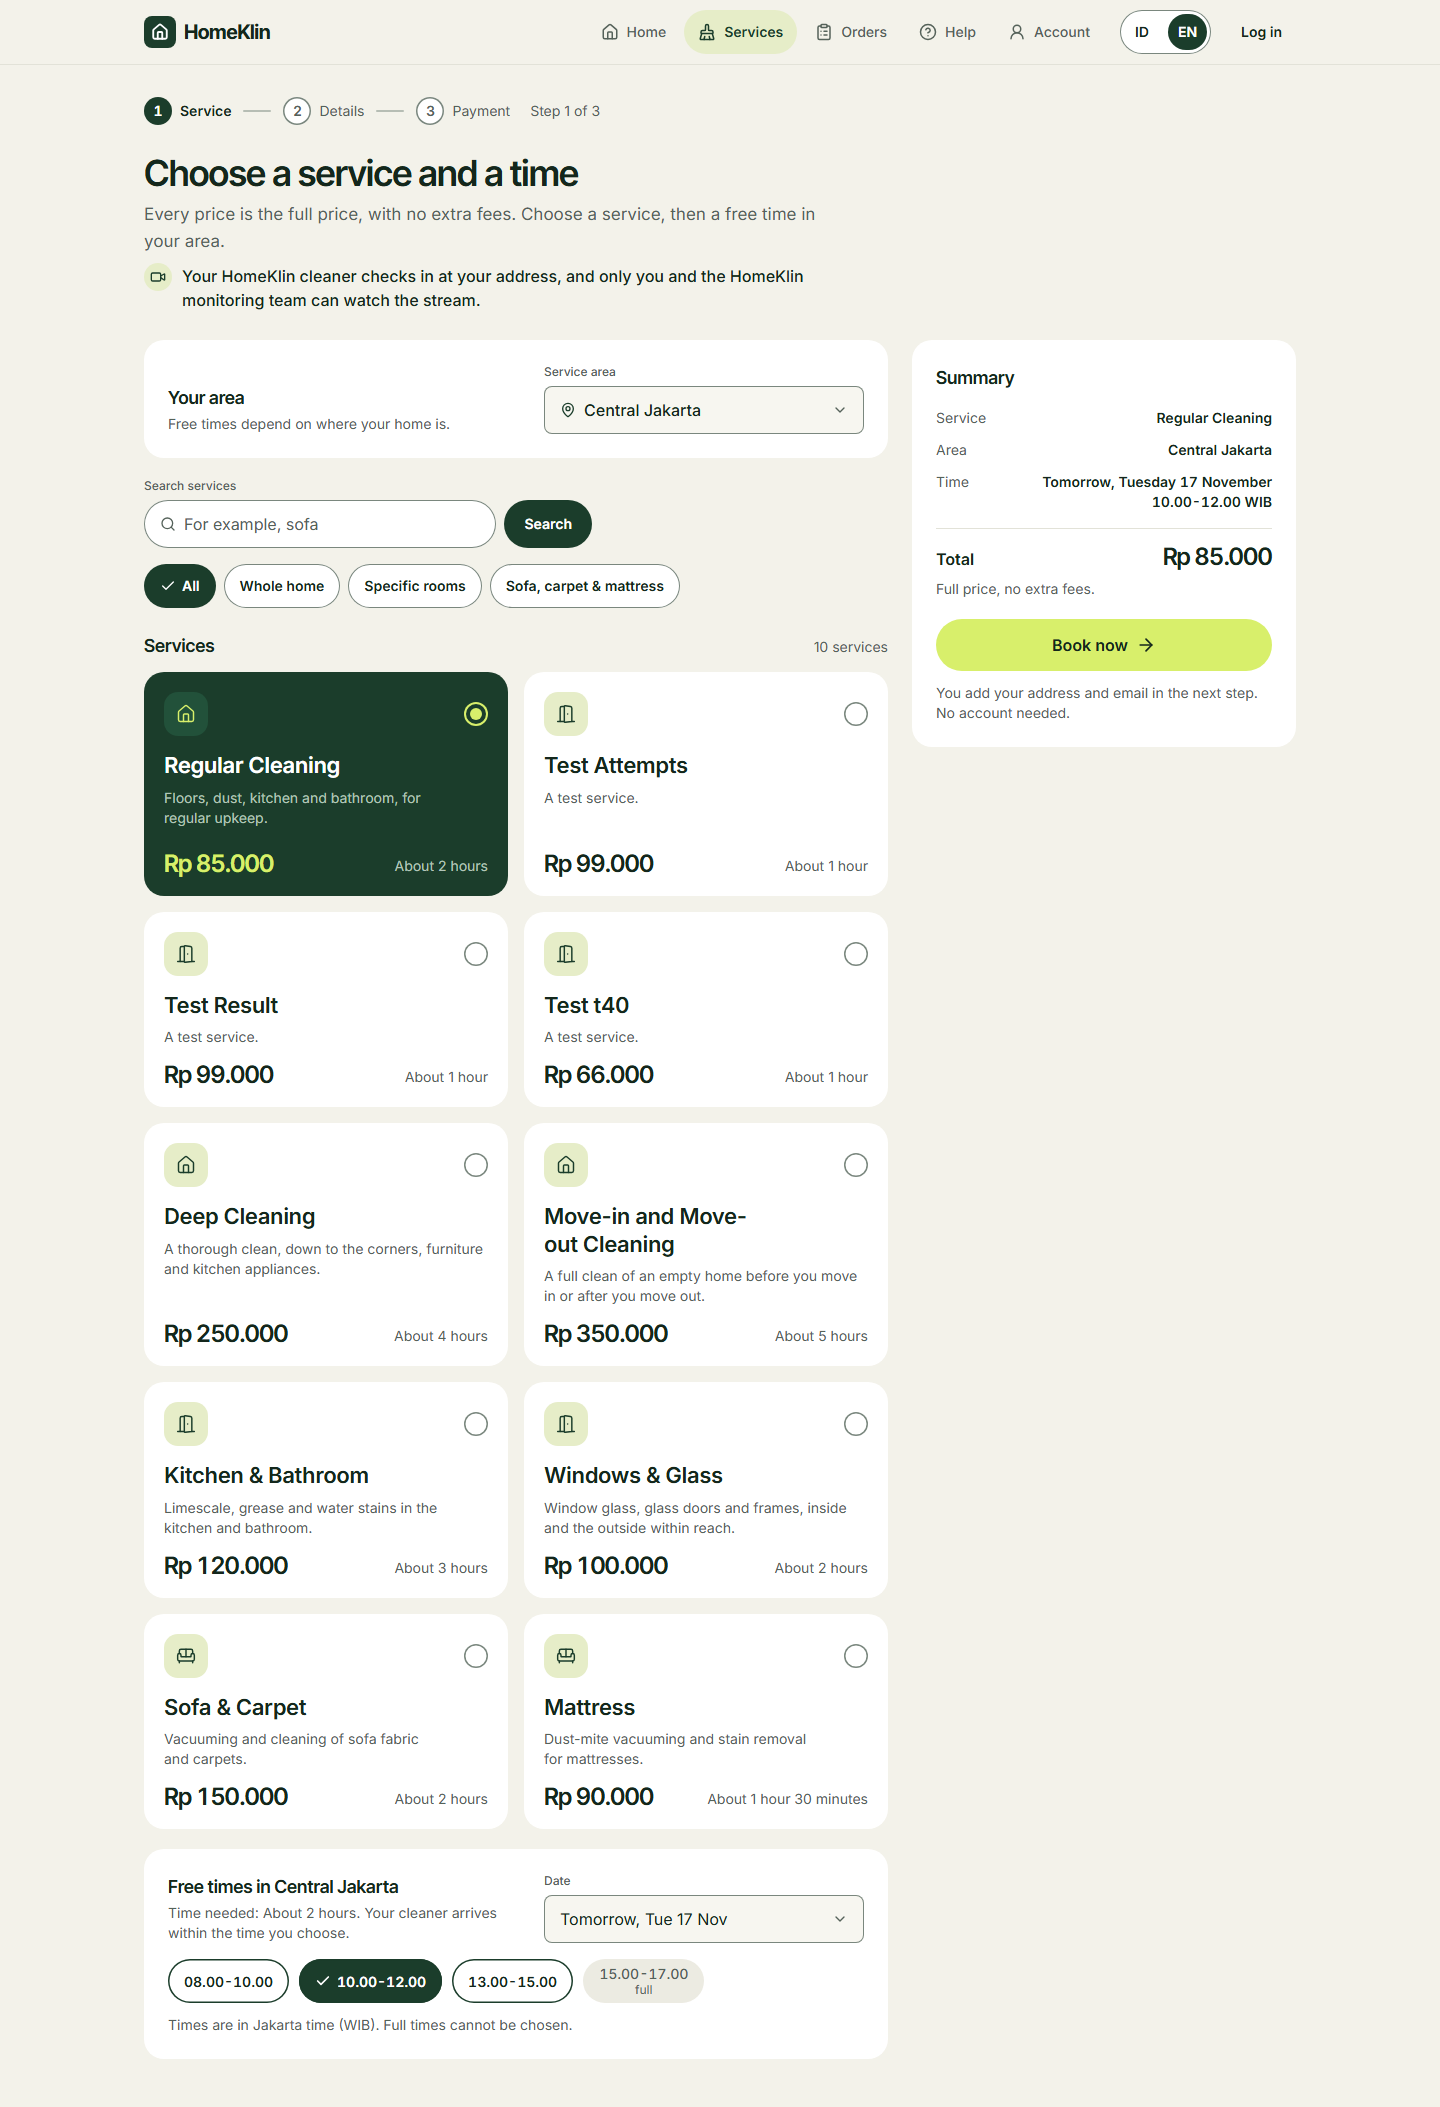 HomeKlin
Home
Services
Orders
Help
Account
ID
EN
Log in
1 Service
2 Details
3 Payment
Step 1 of 3
Choose a service and a time
Every price is the full price, with no extra fees. Choose a service, then a free time in
your area.
Your HomeKlin cleaner checks in at your address, and only you and the HomeKlin
monitoring team can watch the stream.
Your area
Free times depend on where your home is.
Service area
Central Jakarta
Search services
For example, sofa
Search
All
Whole home
Specific rooms
Sofa, carpet & mattress
Services
10 services
Regular Cleaning
Floors, dust, kitchen and bathroom, for
regular upkeep.
Rp 85.000
About 2 hours
Test Attempts
A test service.
Rp 99.000
About 1 hour
Test Result
A test service.
Rp 99.000
About 1 hour
Test t40
A test service.
Rp 66.000
About 1 hour
Deep Cleaning
A thorough clean, down to the corners, furniture
and kitchen appliances.
Rp 250.000
About 4 hours
Move-in and Move-
out Cleaning
A full clean of an empty home before you move
in or after you move out.
Rp 350.000
About 5 hours
Kitchen & Bathroom
Limescale, grease and water stains in the
kitchen and bathroom.
Rp 120.000
About 3 hours
Windows & Glass
Window glass, glass doors and frames, inside
and the outside within reach.
Rp 100.000
About 2 hours
Sofa & Carpet
Vacuuming and cleaning of sofa fabric
and carpets.
Rp 150.000
About 2 hours
Mattress
Dust-mite vacuuming and stain removal
for mattresses.
Rp 90.000
About 1 hour 30 minutes
Free times in Central Jakarta
Time needed: About 2 hours. Your cleaner arrives
within the time you choose.
Date
Tomorrow, Tue 17 Nov
08.00-10.00
10.00-12.00
13.00-15.00
15.00-17.00
full
Times are in Jakarta time (WIB). Full times cannot be chosen.
Summary
Service
Regular Cleaning
Area
Central Jakarta
Time
Tomorrow, Tuesday 17 November
10.00-12.00 WIB
Total
Rp 85.000
Full price, no extra fees.
Book now
You add your address and email in the next step.
No account needed.